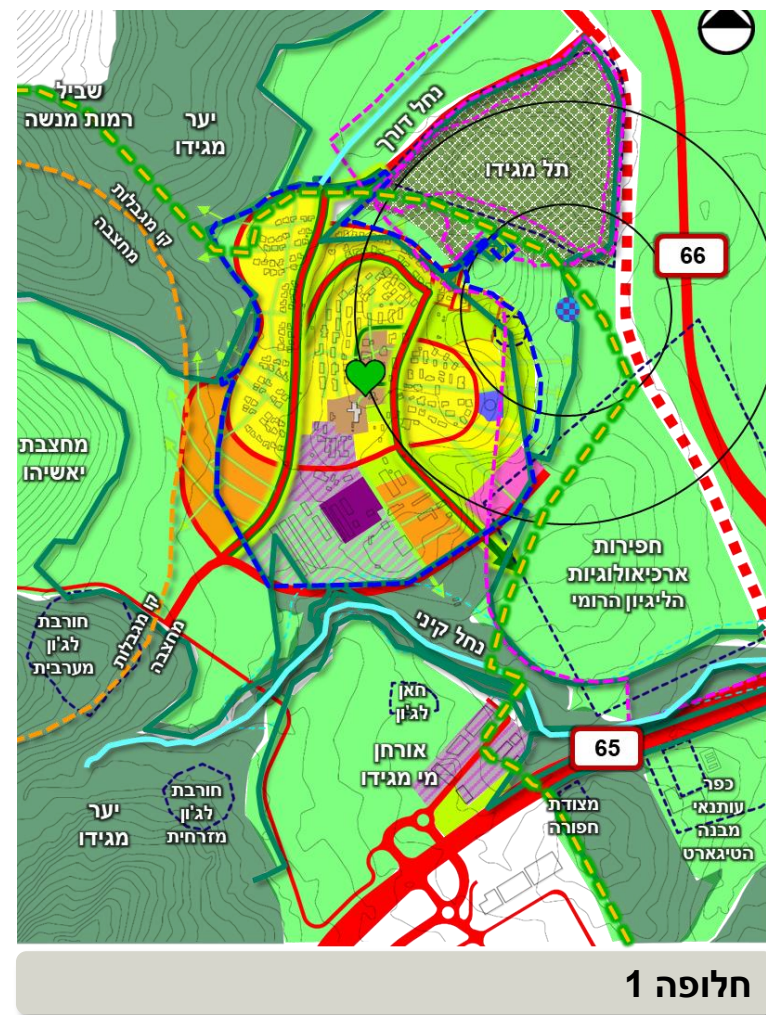 שביל
רמות מנשה
יער
מגידו
נחל דורך
תל מגידו
קו מגבלות
מחצבה
66
מחצבת
יאשיהו
חפירות
ארכיאולוגיות
הליגיון הרומי
חורבת
לג'ון
מערבית
קו מגבלות
מחצבה
נחל קיני
חאן
לג'ון
אורחן
מי מגידו
65
חורבת
לג'ון
מזרחית
יער
מגידו
מצודת
חפורה
כפר
עותנאי
מבנה
הטיגארט
חלופה 1